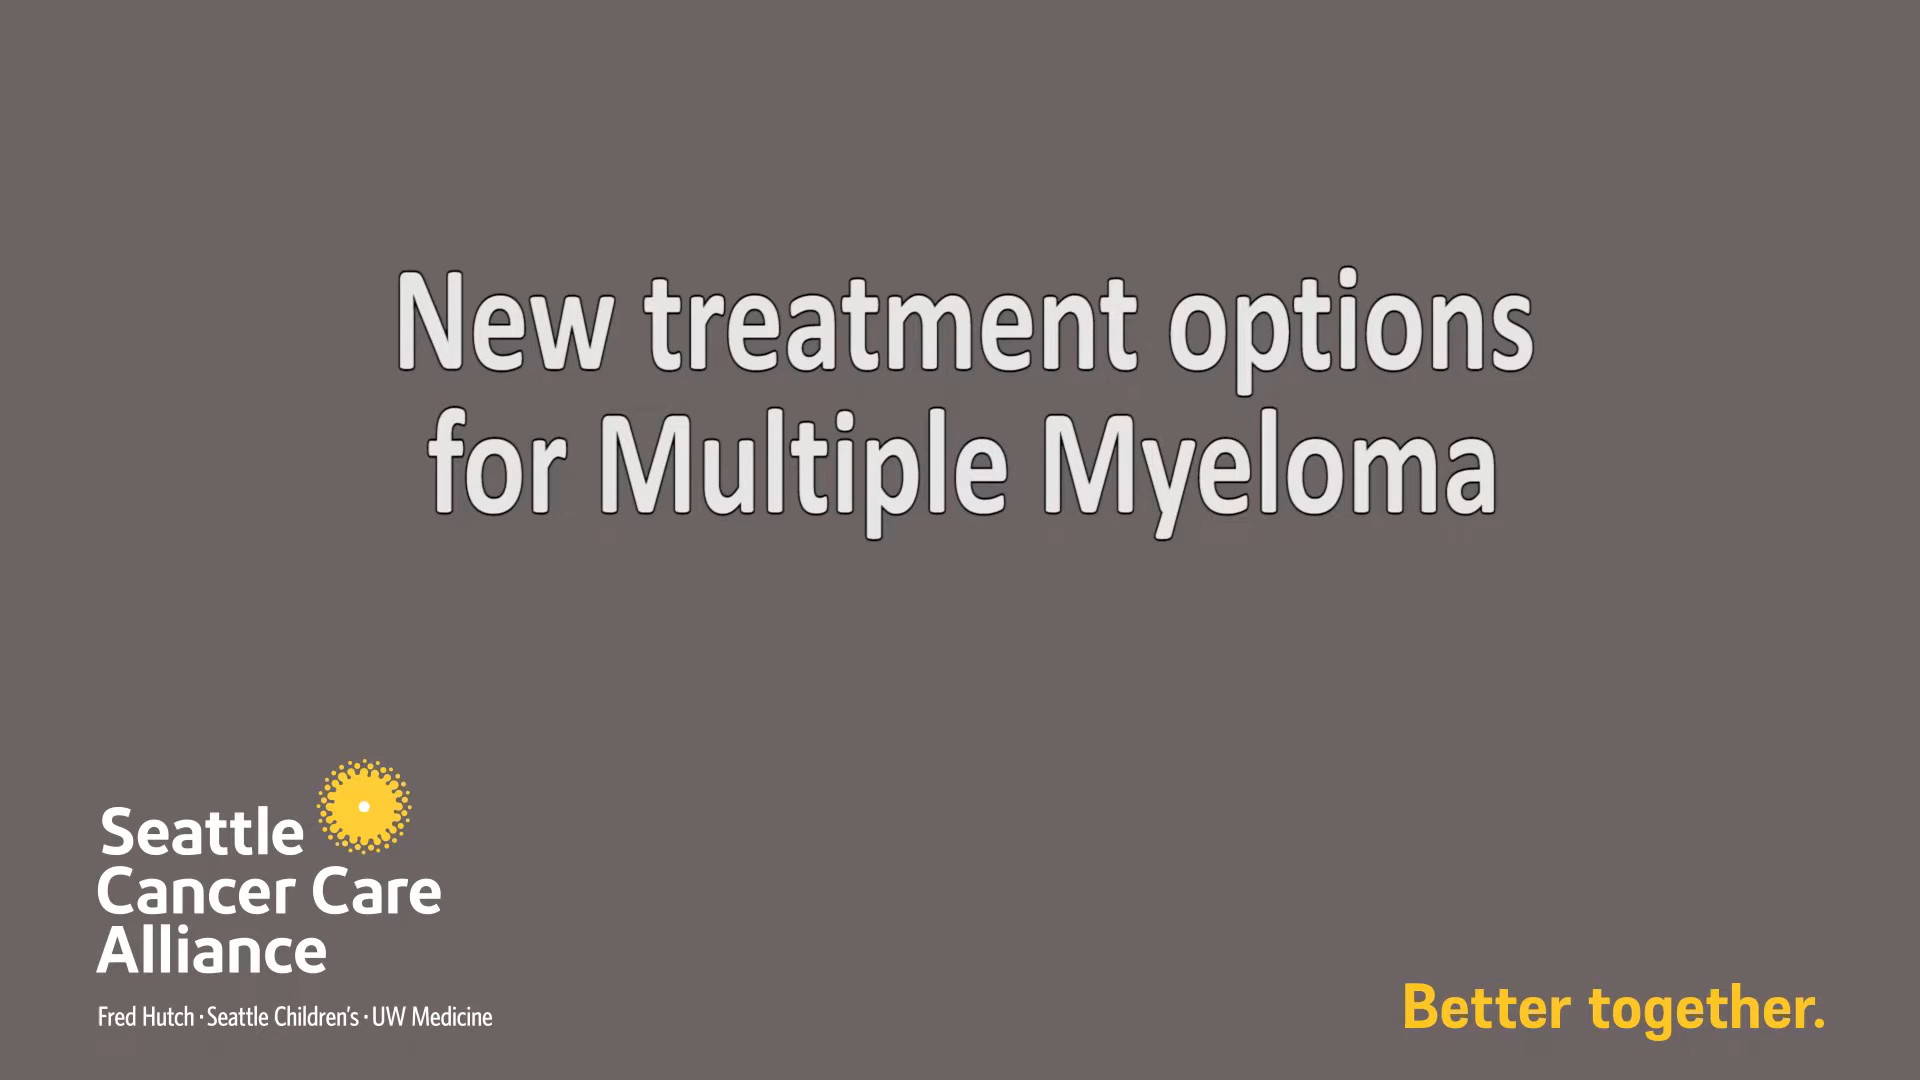 New treatment options
for Multiple Myeloma
Seattle
Cancer Care
Alliance
Fred Hutch · Seattle Children's · UW Medicine
Better together.